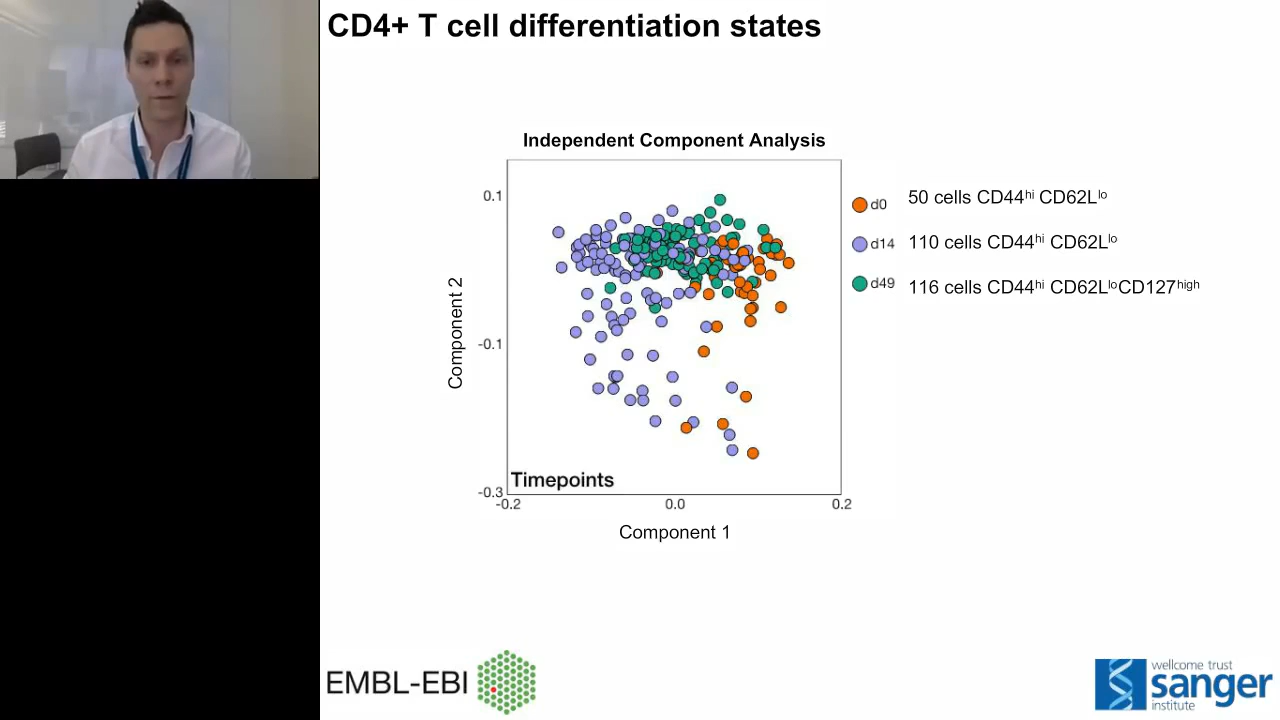 CD4+ T cell differentiation states
Independent Component Analysis
0.1
-0.1
-0.3
-0.2
0.0
0.2
Component 2
Component 1
Timepoints
d0 50 cells CD44hi CD62Llo
d14 110 cells CD44hi CD62Llo
d49 116 cells CD44hi CD62LloCD127high
EMBL-EBI
wellcome trust
sanger
institute